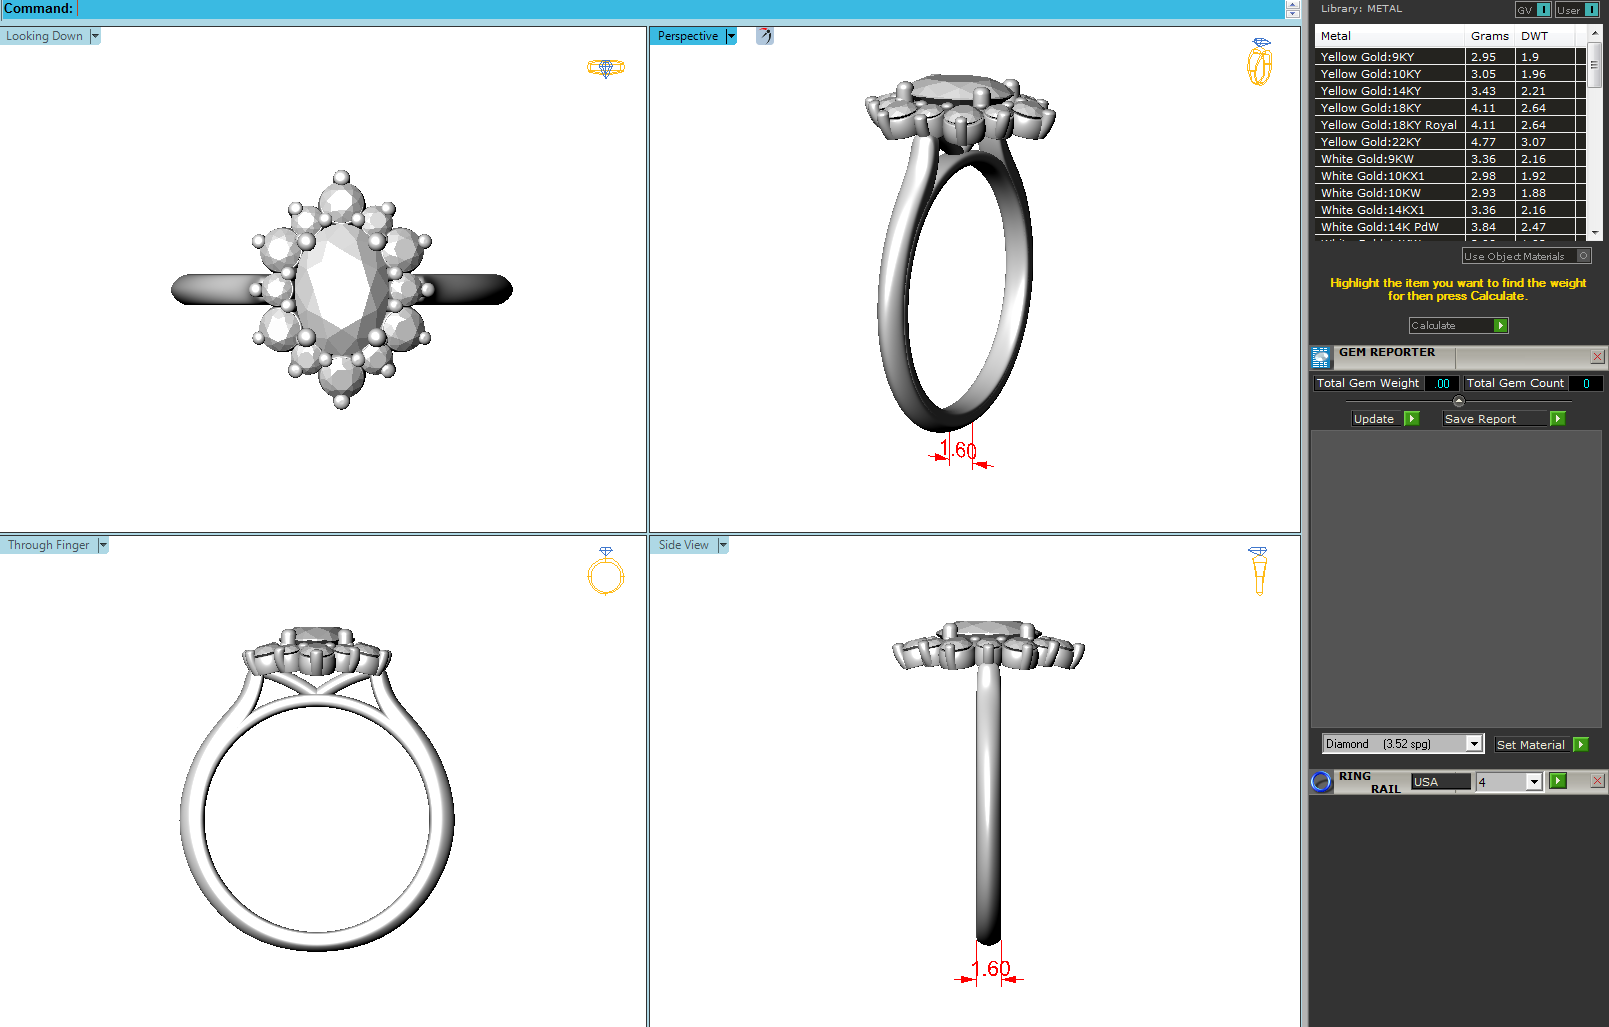 Command:
Looking Down
Perspective
1.60
Through Finger
Side View
1.60
Library: METAL
GV
User
Metal Grams DWT
Yellow Gold:9KY 2.95 1.9
Yellow Gold:10KY 3.05 1.96
Yellow Gold:14KY 3.43 2.21
Yellow Gold:18KY 4.11 2.64
Yellow Gold:18KY Royal 4.11 2.64
Yellow Gold:22KY 4.77 3.07
White Gold:9KW 3.36 2.16
White Gold:10KX1 2.98 1.92
White Gold:10KW 2.93 1.88
White Gold:14KX1 3.36 2.16
White Gold:14K PdW 3.84 2.47
Use Object Materials
Highlight the item you want to find the weight
for then press Calculate.
Calculate
GEM REPORTER
Total Gem Weight .00 Total Gem Count 0
Update Save Report
Diamond (3.52 spg) Set Material
RING
RAIL USA 4